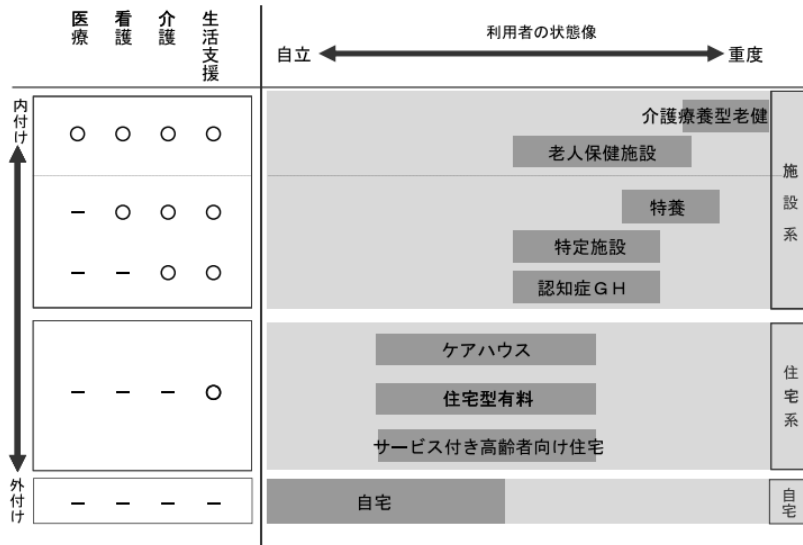 医療 看護 介護 生活支援
利用者の状態像
自立 重度
内付け
○ ○ ○ ○
介護療養型老健
老人保健施設
施設系
− ○ ○ ○
特養
特定施設
− − ○ ○
認知症GH
ケアハウス
住宅系
− − − ○
住宅型有料
サービス付き高齢者向け住宅
外付け
− − − −
自宅
自宅